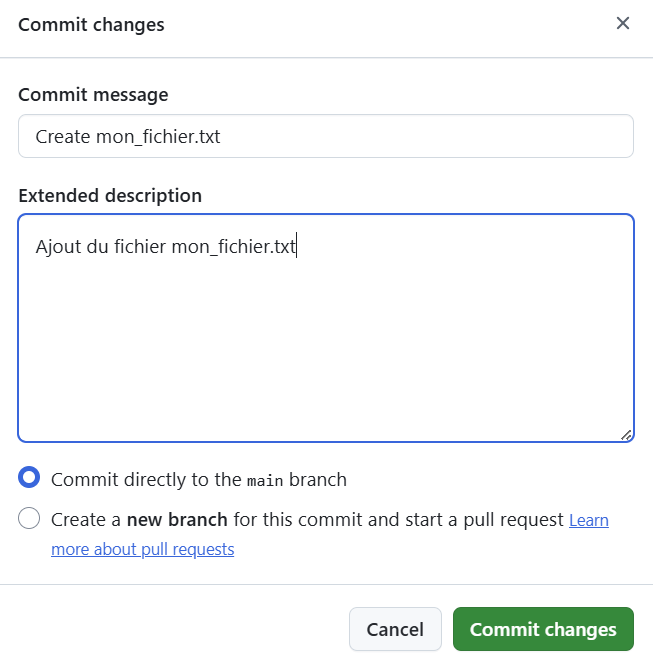 Commit changes
Commit message
Create mon_fichier.txt
Extended description
Ajout du fichier mon_fichier.txt
Commit directly to the main branch
Create a new branch for this commit and start a pull request Learn
more about pull requests
Cancel
Commit changes